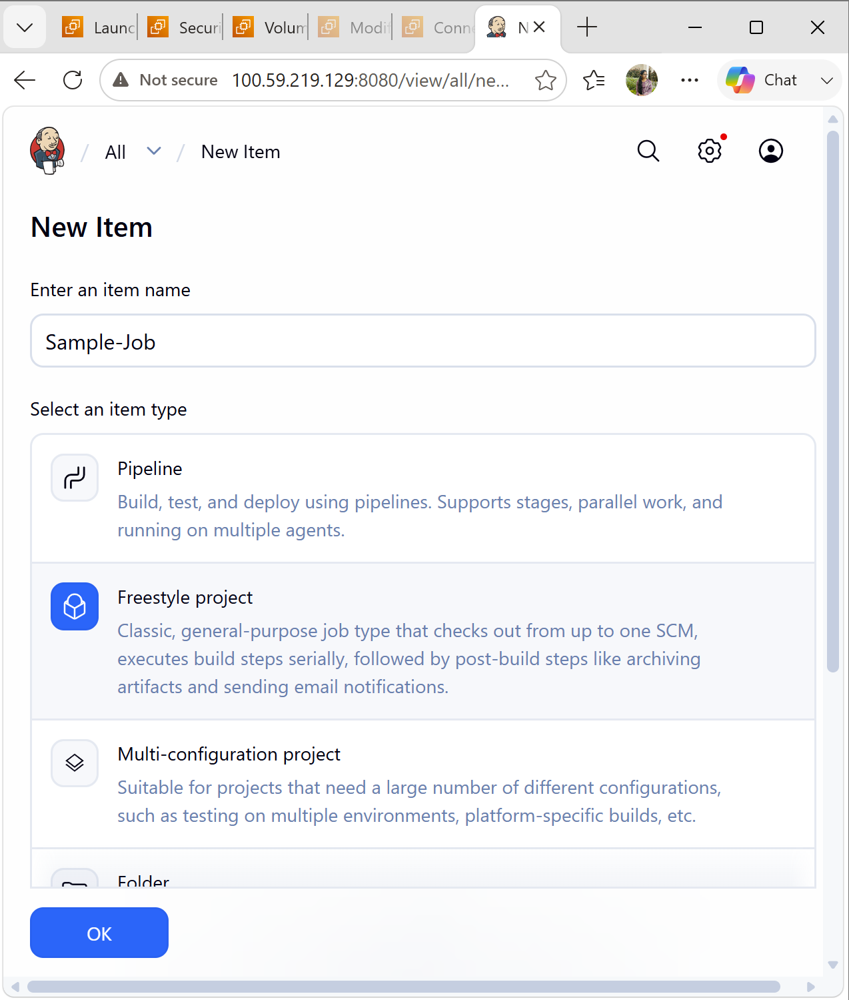 Launc
Securi
Volum
Modif
Conne
N
Not secure
100.59.219.129:8080/view/all/ne...
Chat
/ All / New Item
New Item
Enter an item name
Sample-Job
Select an item type
Pipeline
Build, test, and deploy using pipelines. Supports stages, parallel work, and
running on multiple agents.
Freestyle project
Classic, general-purpose job type that checks out from up to one SCM,
executes build steps serially, followed by post-build steps like archiving
artifacts and sending email notifications.
Multi-configuration project
Suitable for projects that need a large number of different configurations,
such as testing on multiple environments, platform-specific builds, etc.
Folder
OK